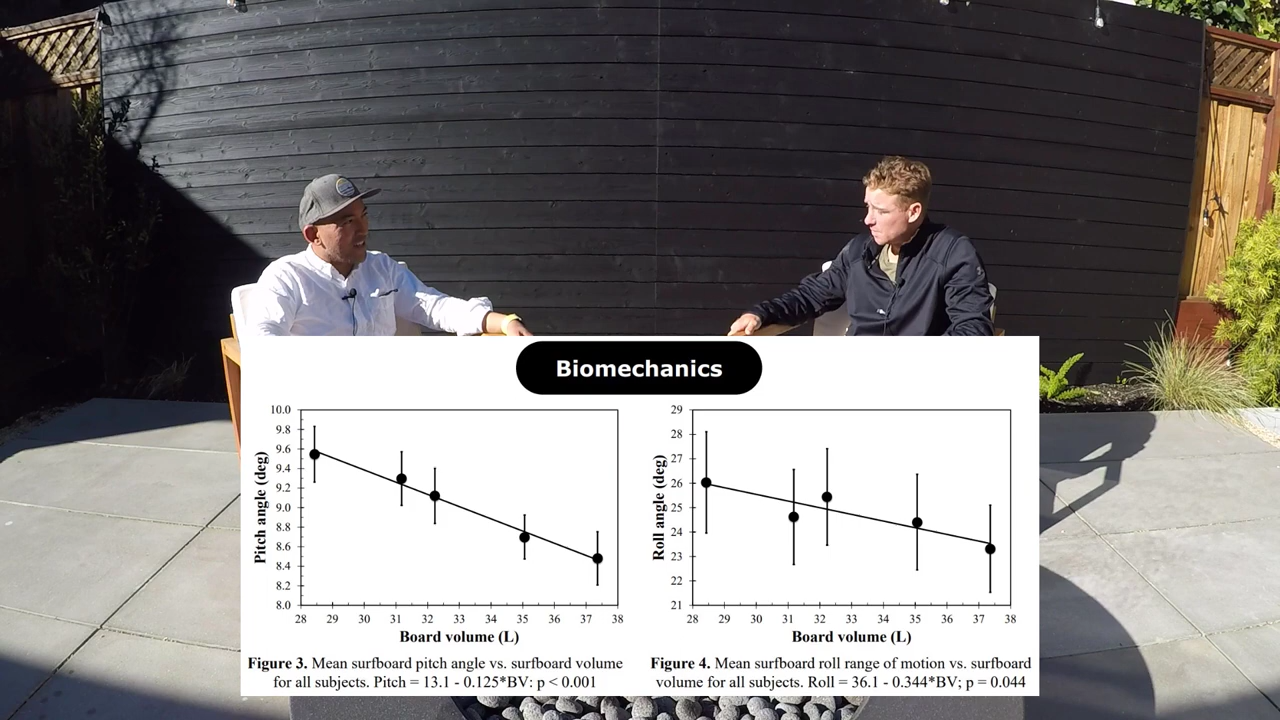 Biomechanics
10.0
9.8
9.6
9.4
9.2
9.0
8.8
8.6
8.4
8.2
8.0
Pitch angle (deg)
28 29 30 31 32 33 34 35 36 37 38
Board volume (L)
Figure 3. Mean surfboard pitch angle vs. surfboard volume
for all subjects. Pitch = 13.1 - 0.125*BV: p < 0.001
29
28
27
26
25
24
23
22
21
Roll angle (deg)
28 29 30 31 32 33 34 35 36 37 38
Board volume (L)
Figure 4. Mean surfboard roll range of motion vs. surfboard
volume for all subjects. Roll = 36.1 - 0.344*BV; p = 0.044